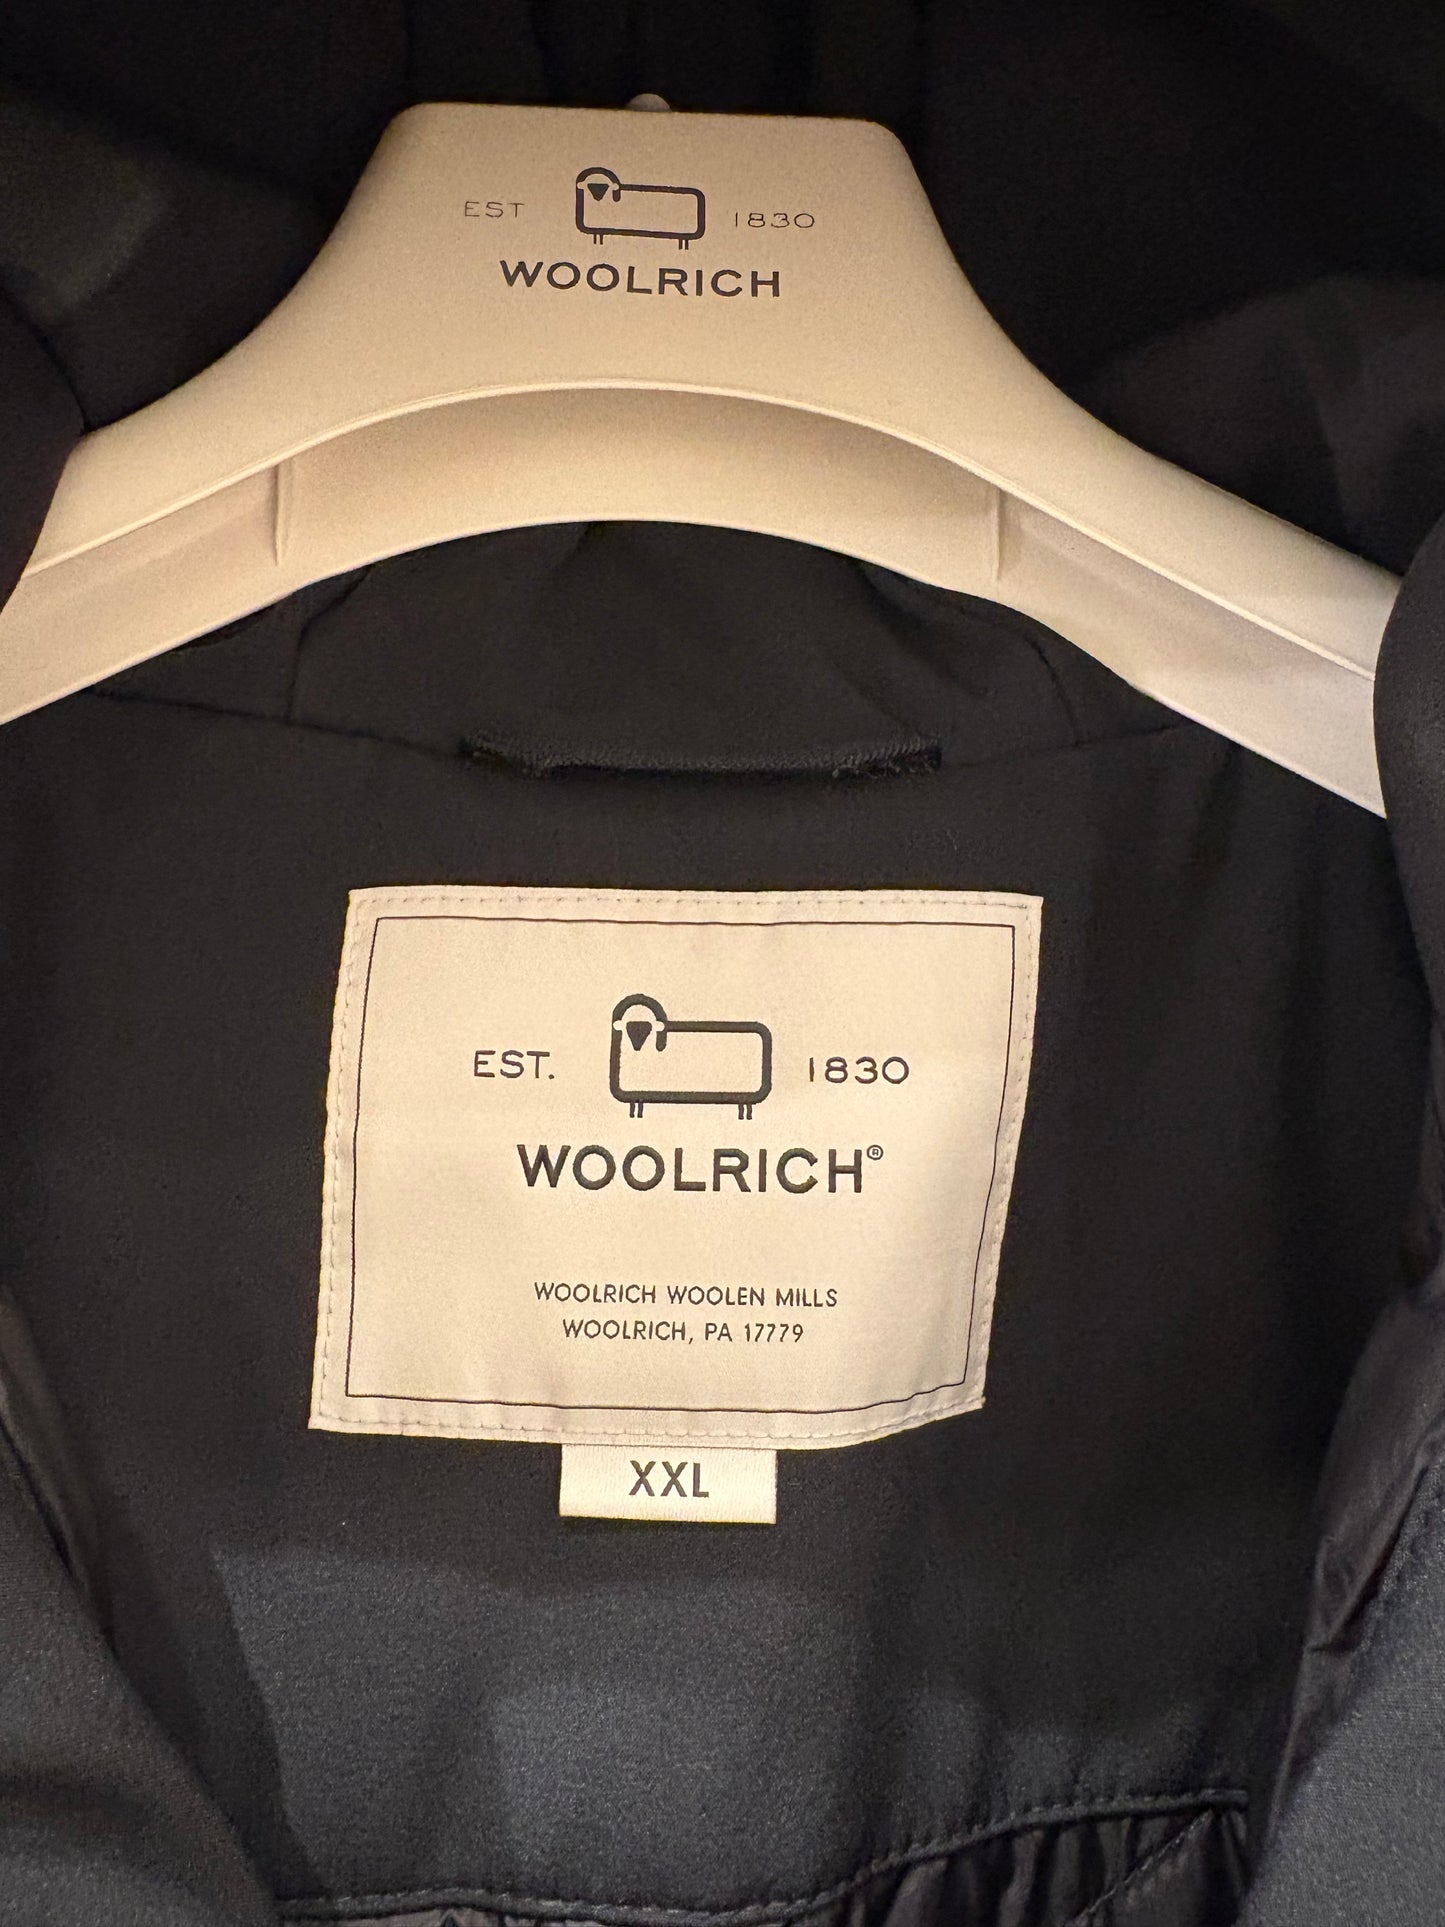 EST 1830
WOOLRICH
EST. 1830
WOOLRICH®
WOOLRICH WOOLEN MILLS
WOOLRICH, PA 17779
XXL